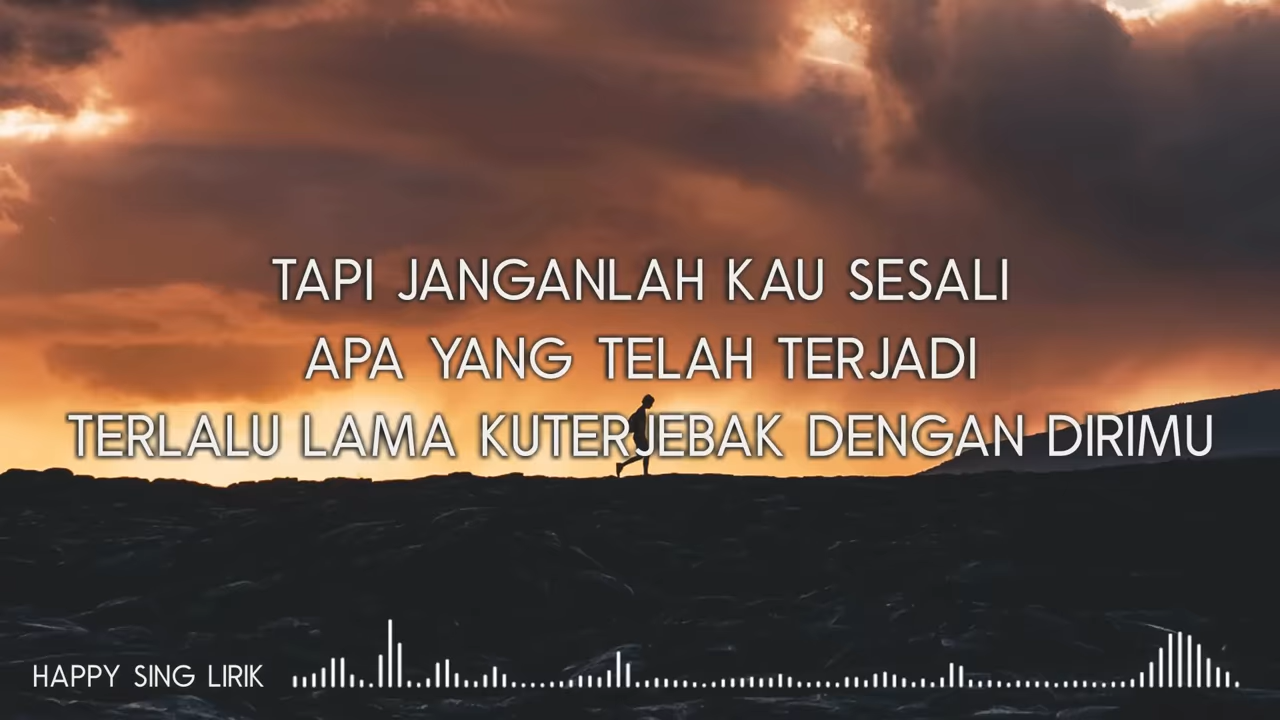 TAPI JANGANLAH KAU SESALI
APA YANG TELAH TERJADI
TERLALU LAMA KUTERJEBAK DENGAN DIRIMU
HAPPY SING LIRIK